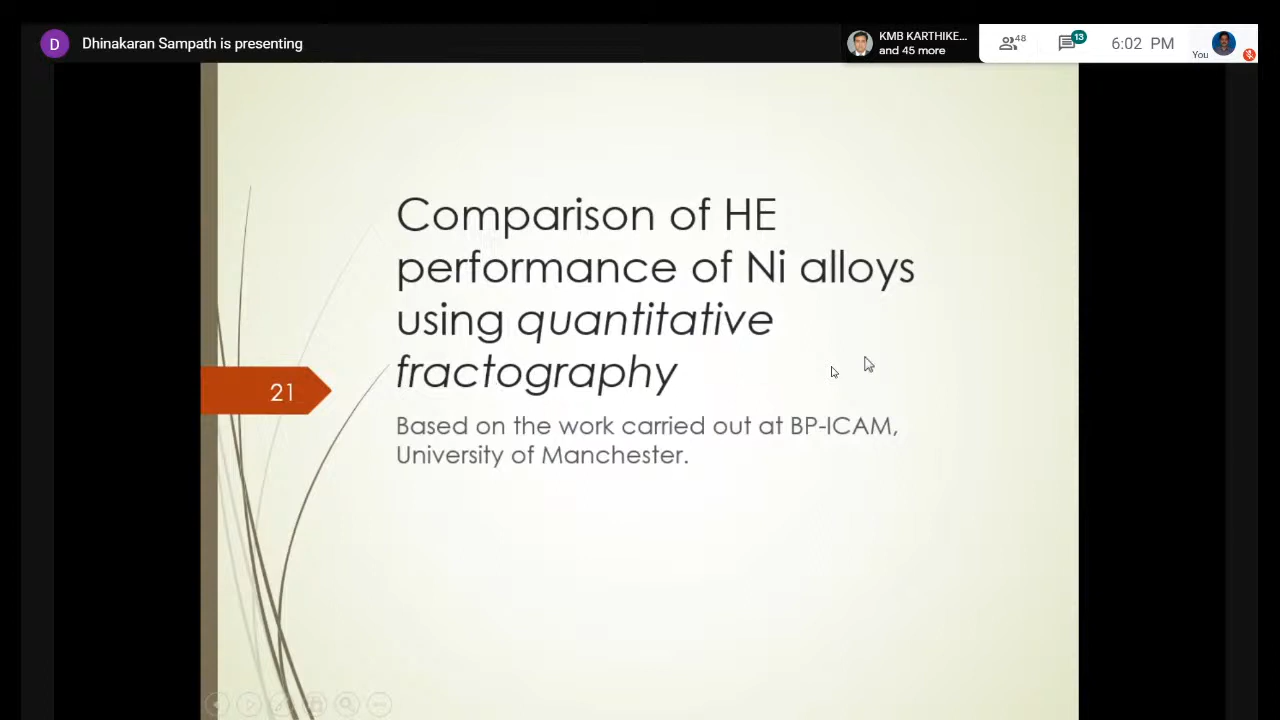 D
Dhinakaran Sampath is presenting
KMB KARTHIKE...
and 45 more
48
13
6:02 PM
You
Comparison of HE
performance of Ni alloys
using quantitative
fractography
21
Based on the work carried out at BP-ICAM,
University of Manchester.